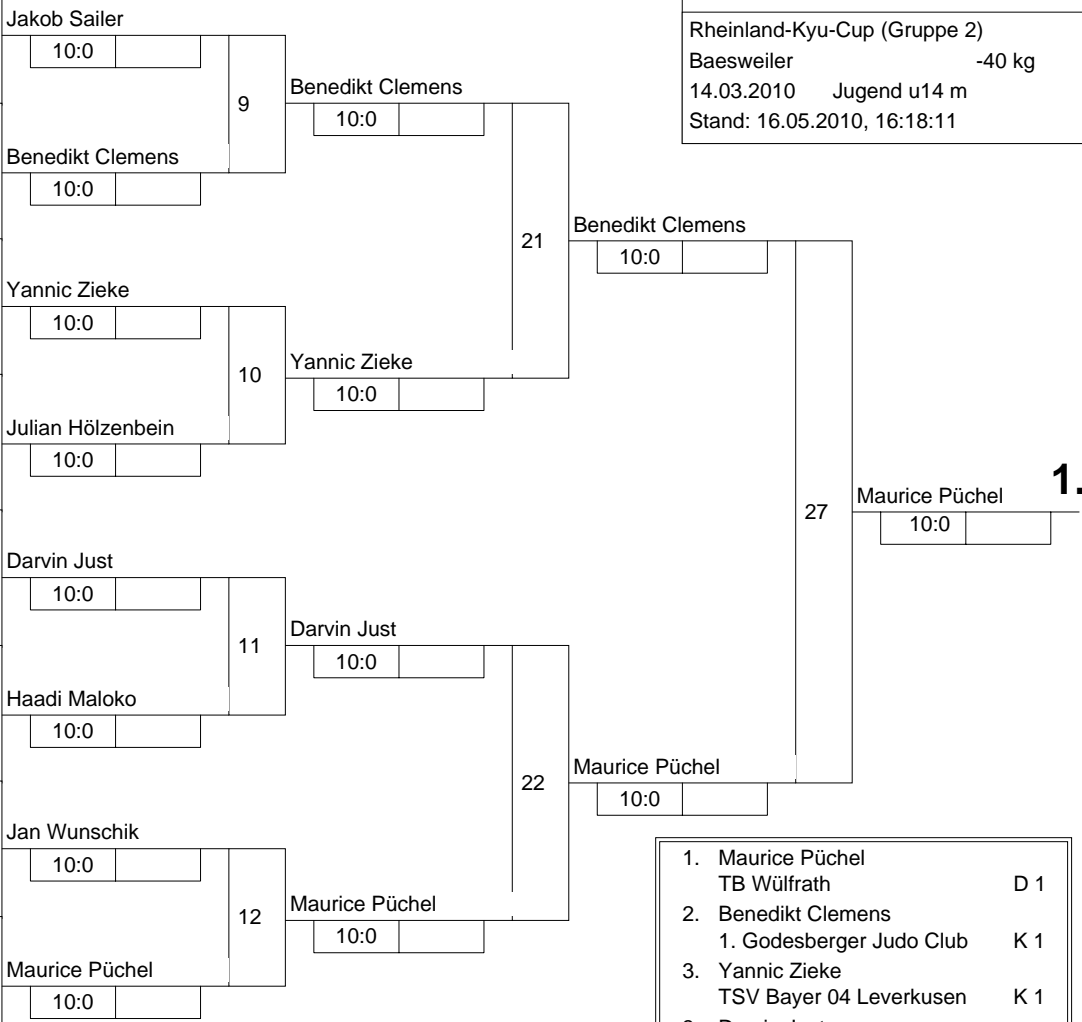 Jakob Sailer
10:0
9
Benedikt Clemens
10:0
Benedikt Clemens
10:0
21
Benedikt Clemens
10:0
Yannic Zieke
10:0
10
Yannic Zieke
10:0
Julian Hölzenbein
10:0
27
Maurice Püchel 1.
10:0
Darvin Just
10:0
11
Darvin Just
10:0
Haadi Maloko
10:0
22
Maurice Püchel
10:0
Jan Wunschik
10:0
12
Maurice Püchel
10:0
Maurice Püchel
10:0
Rheinland-Kyu-Cup (Gruppe 2)
Baesweiler -40 kg
14.03.2010 Jugend u14 m
Stand: 16.05.2010, 16:18:11
1. Maurice Püchel
TB Wülfrath D 1
2. Benedikt Clemens
1. Godesberger Judo Club K 1
3. Yannic Zieke
TSV Bayer 04 Leverkusen K 1